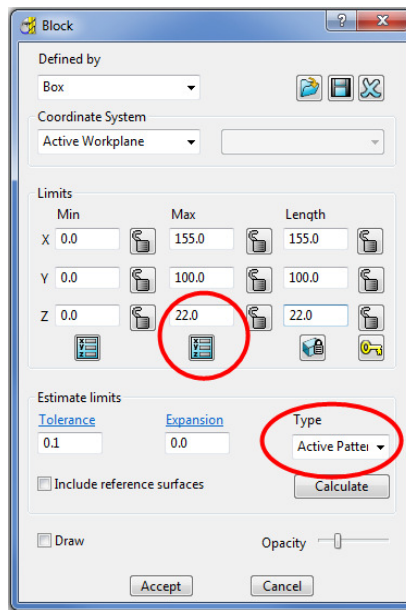 Block
Defined by
Box
Coordinate System
Active Workplane
Limits
Min Max Length
X 0.0 155.0 155.0
Y 0.0 100.0 100.0
Z 0.0 22.0 22.0
Estimate limits
Tolerance Expansion Type
0.1 0.0 Active Patter
Include reference surfaces Calculate
Draw Opacity
Accept Cancel